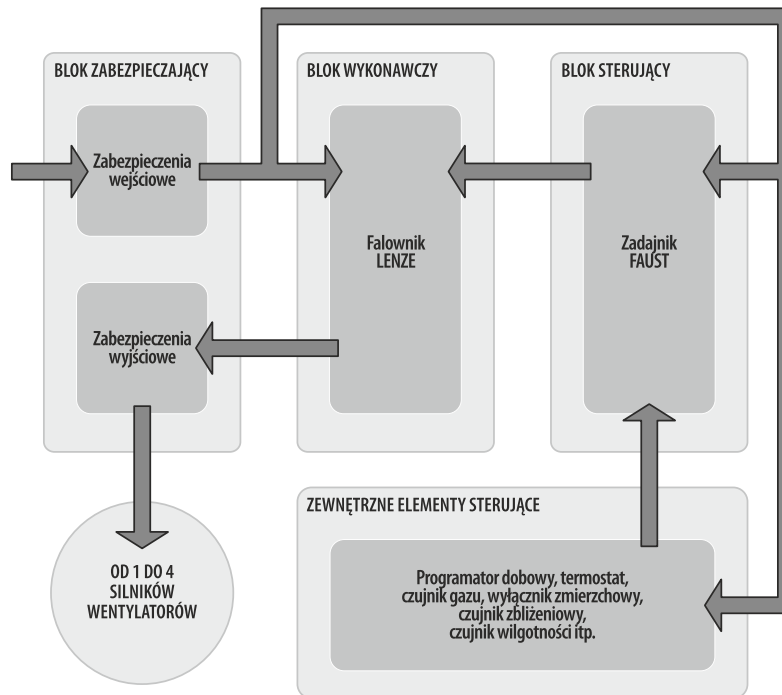 BLOK ZABEZPIECZAJĄCY
Zabezpieczenia
wejściowe
Zabezpieczenia
wyjściowe
BLOK WYKONAWCZY
Falownik
LENZE
BLOK STERUJĄCY
Zadajnik
FAUST
OD 1 DO 4
SILNIKÓW
WENTYLATORÓW
ZEWNĘTRZNE ELEMENTY STERUJĄCE
Programator dobowy, termostat,
czujnik gazu, wyłącznik zmierzchowy,
czujnik zbliżeniowy,
czujnik wilgotności itp.